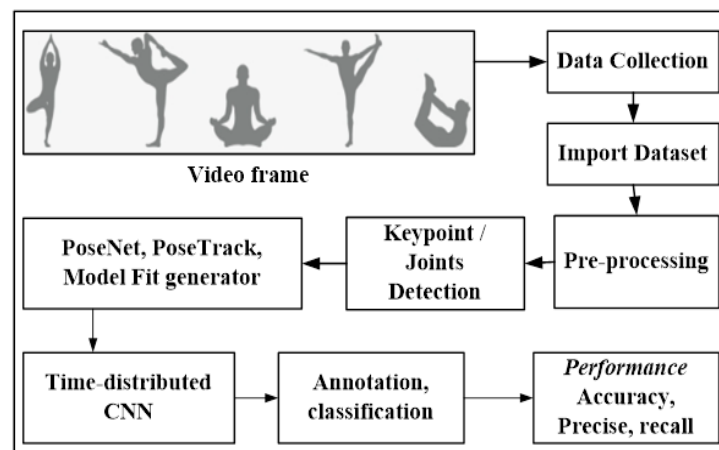 Data Collection
Video frame
Import Dataset
Pre-processing
Keypoint /
Joints
Detection
PoseNet, PoseTrack,
Model Fit generator
Time-distributed
CNN
Annotation,
classification
Performance
Accuracy,
Precise, recall